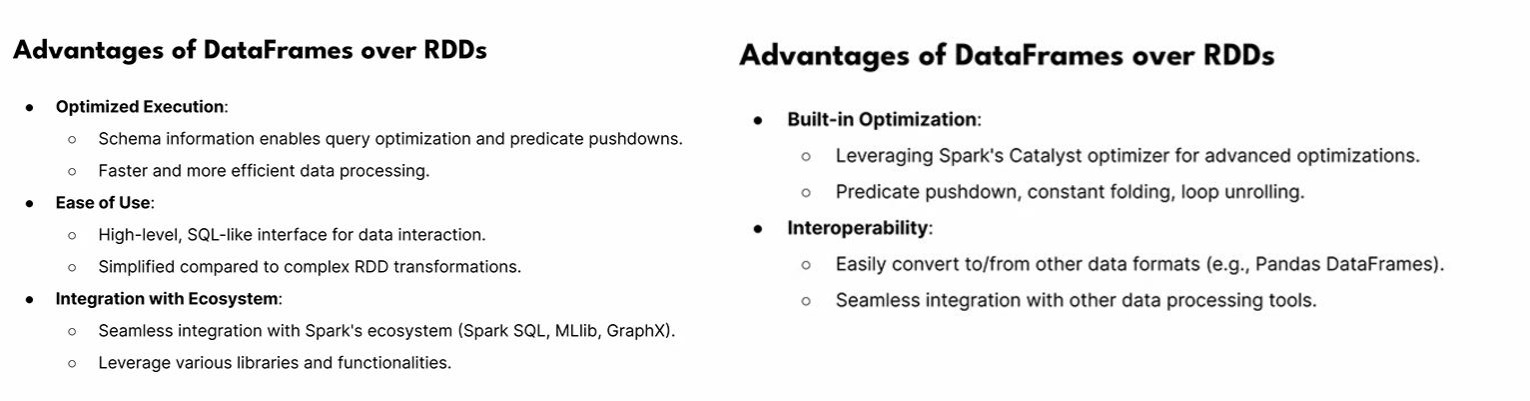 Advantages of DataFrames over RDDs
● Optimized Execution:
○ Schema information enables query optimization and predicate pushdowns.
○ Faster and more efficient data processing.
● Ease of Use:
○ High-level, SQL-like interface for data interaction.
○ Simplified compared to complex RDD transformations.
● Integration with Ecosystem:
○ Seamless integration with Spark's ecosystem (Spark SQL, MLlib, GraphX).
○ Leverage various libraries and functionalities.
Advantages of DataFrames over RDDs
● Built-in Optimization:
○ Leveraging Spark's Catalyst optimizer for advanced optimizations.
○ Predicate pushdown, constant folding, loop unrolling.
● Interoperability:
○ Easily convert to/from other data formats (e.g., Pandas DataFrames).
○ Seamless integration with other data processing tools.